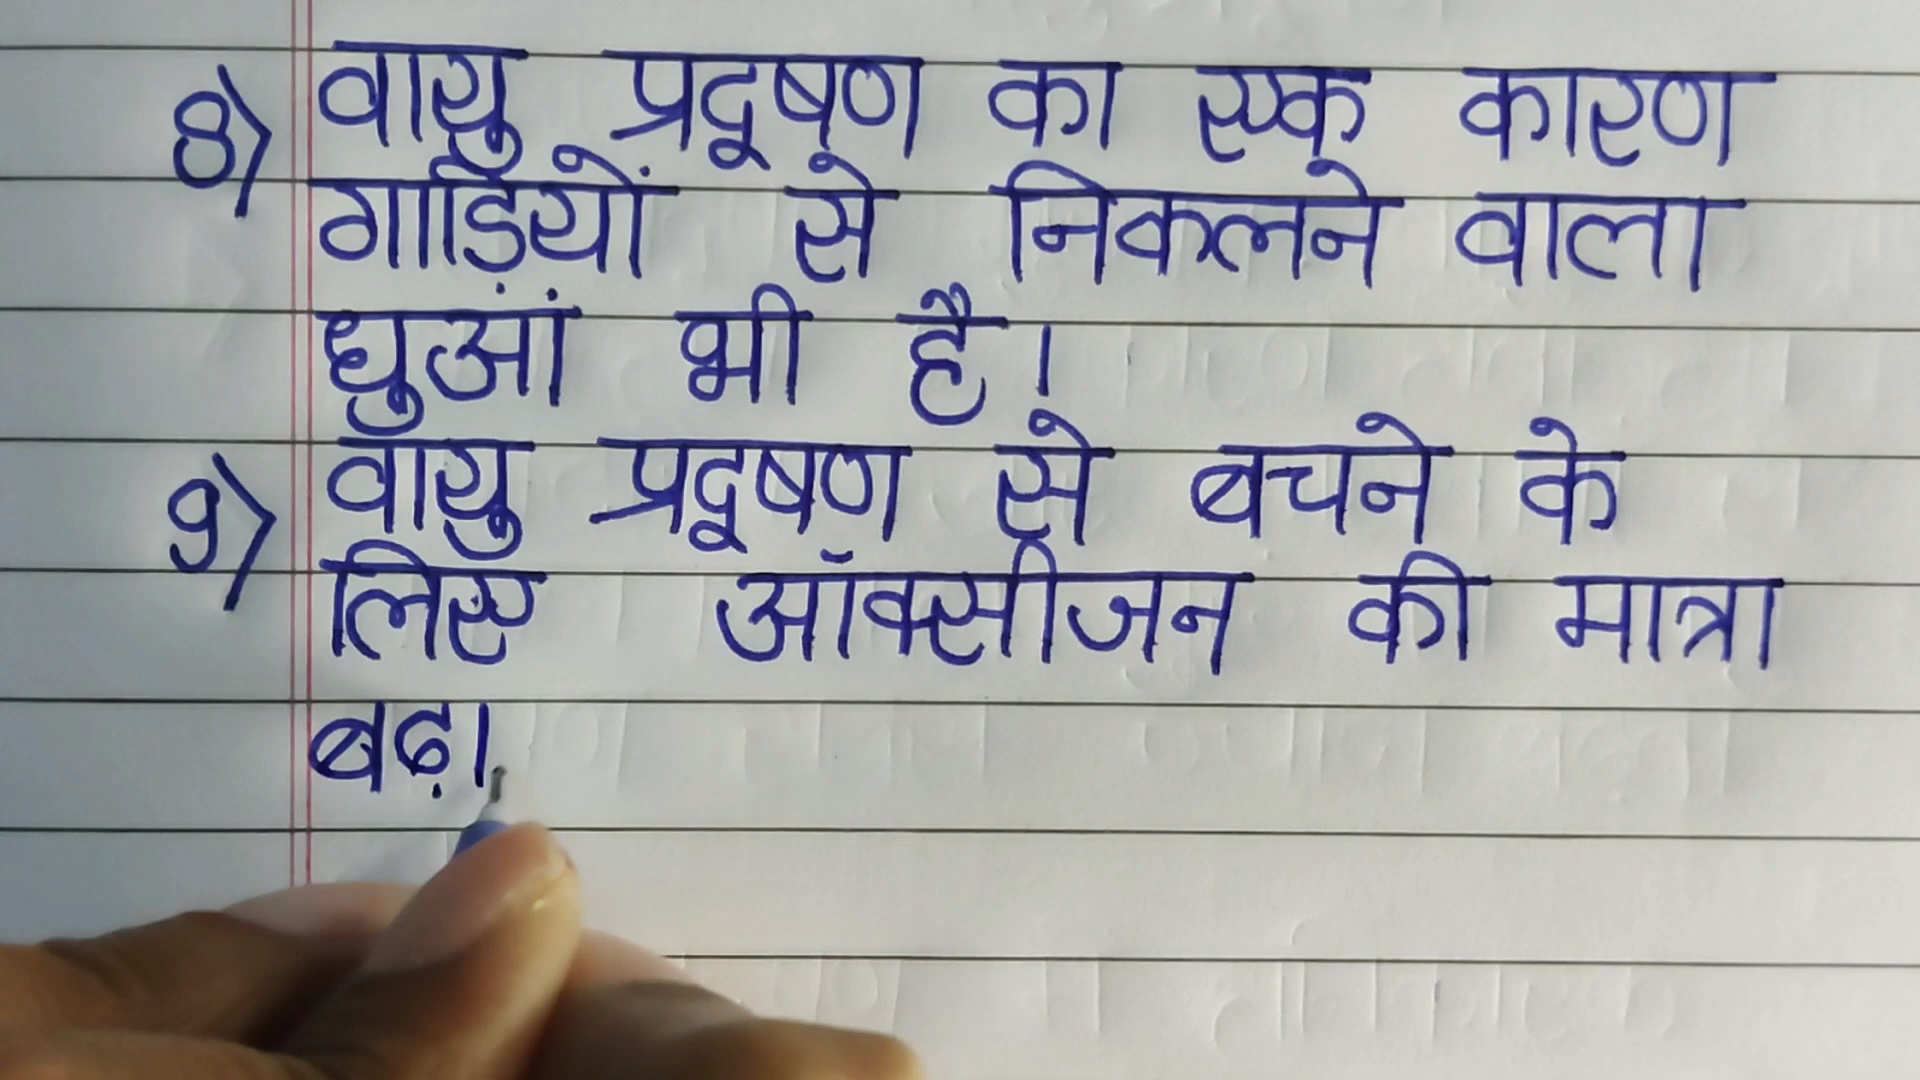 8) वायु प्रदूषण का एक कारण
गाड़ियों से निकलने वाला
धुआं भी है।
9) वायु प्रदूषण से बचने के
लिए ऑक्सीजन की मात्रा
बढ़ा